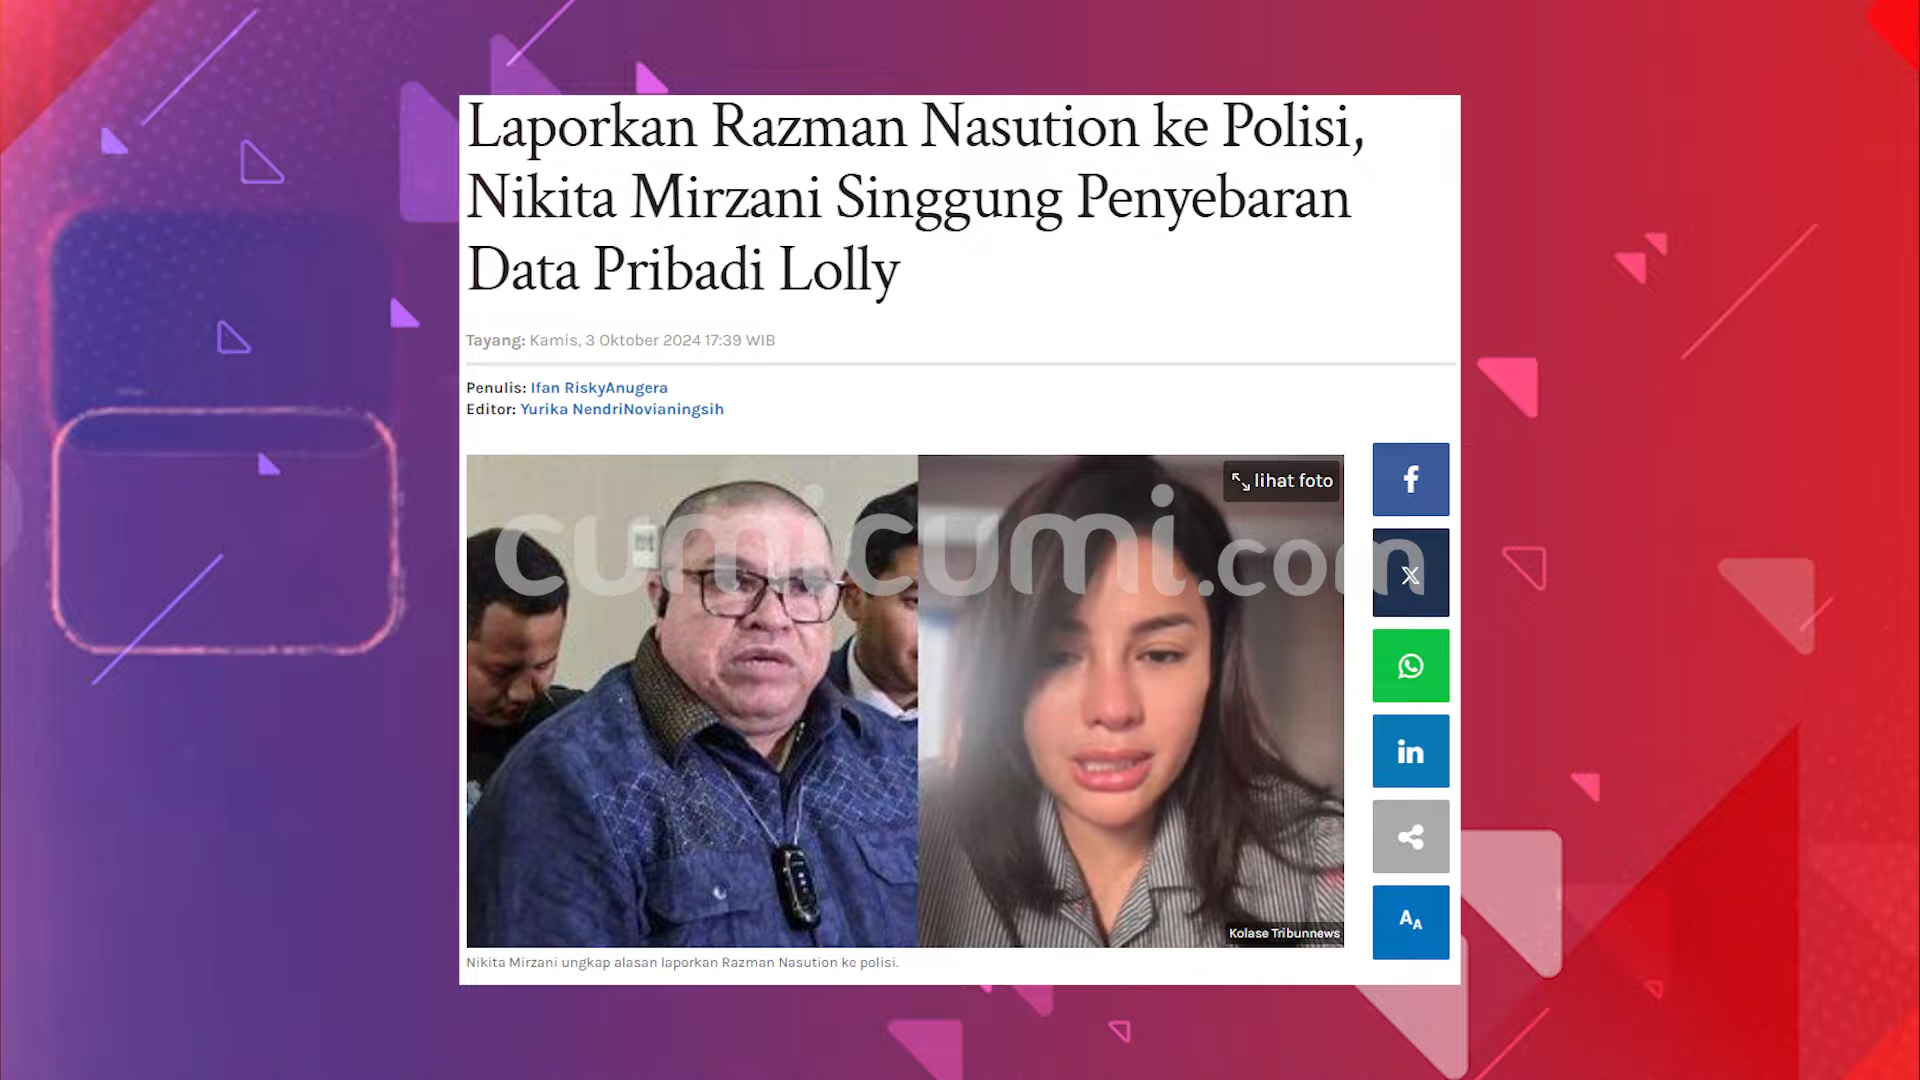 Laporkan Razman Nasution ke Polisi,
Nikita Mirzani Singgung Penyebaran
Data Pribadi Lolly
Tayang: Kamis, 3 Oktober 2024 17:39 WIB
Penulis: Ifan RiskyAnugera
Editor: Yurika NendriNovianingsih
lihat foto
cumicumi.com
f
X
in
AA
Kolase Tribunnews
Nikita Mirzani ungkap alasan laporkan Razman Nasution ke polisi.